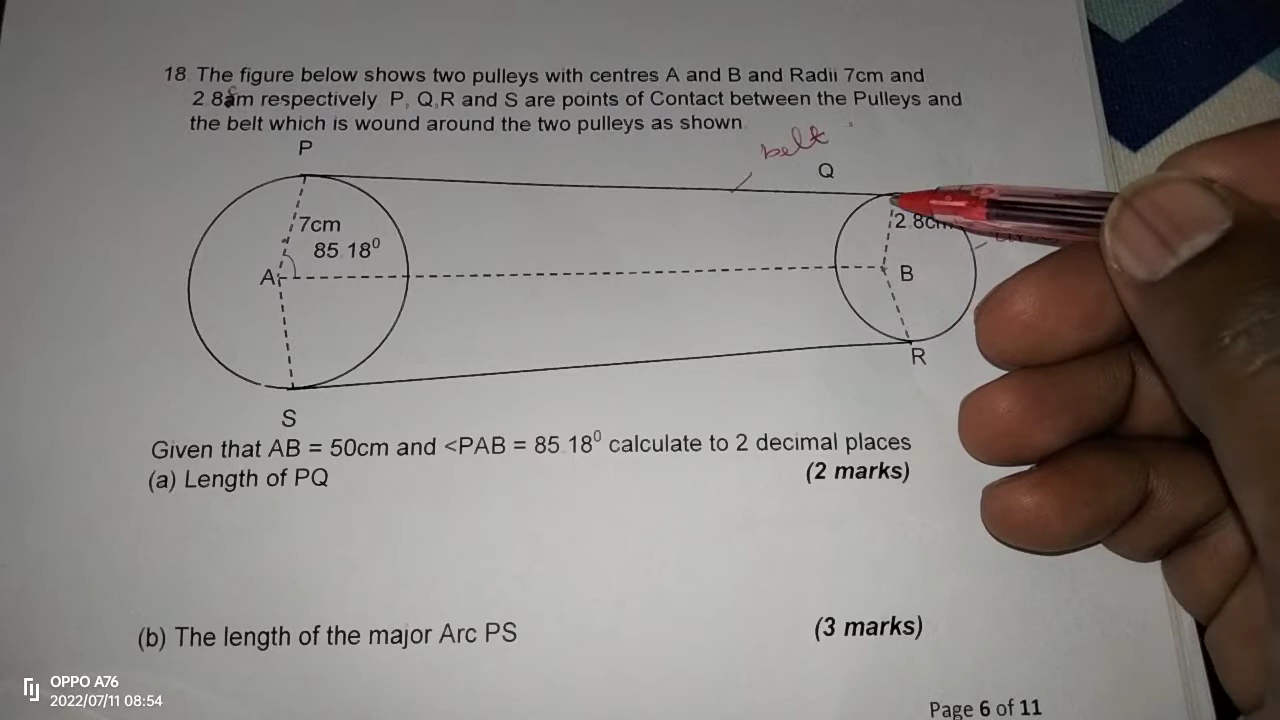 18 The figure below shows two pulleys with centres A and B and Radii 7cm and
2 8cm respectively P, Q,R and S are points of Contact between the Pulleys and
the belt which is wound around the two pulleys as shown
belt
P
Q
7cm
2 8cm
85 18⁰
A
B
R
S
Given that AB = 50cm and <PAB = 85 18⁰ calculate to 2 decimal places
(a) Length of PQ (2 marks)
(b) The length of the major Arc PS (3 marks)
OPPO A76
2022/07/11 08:54
Page 6 of 11